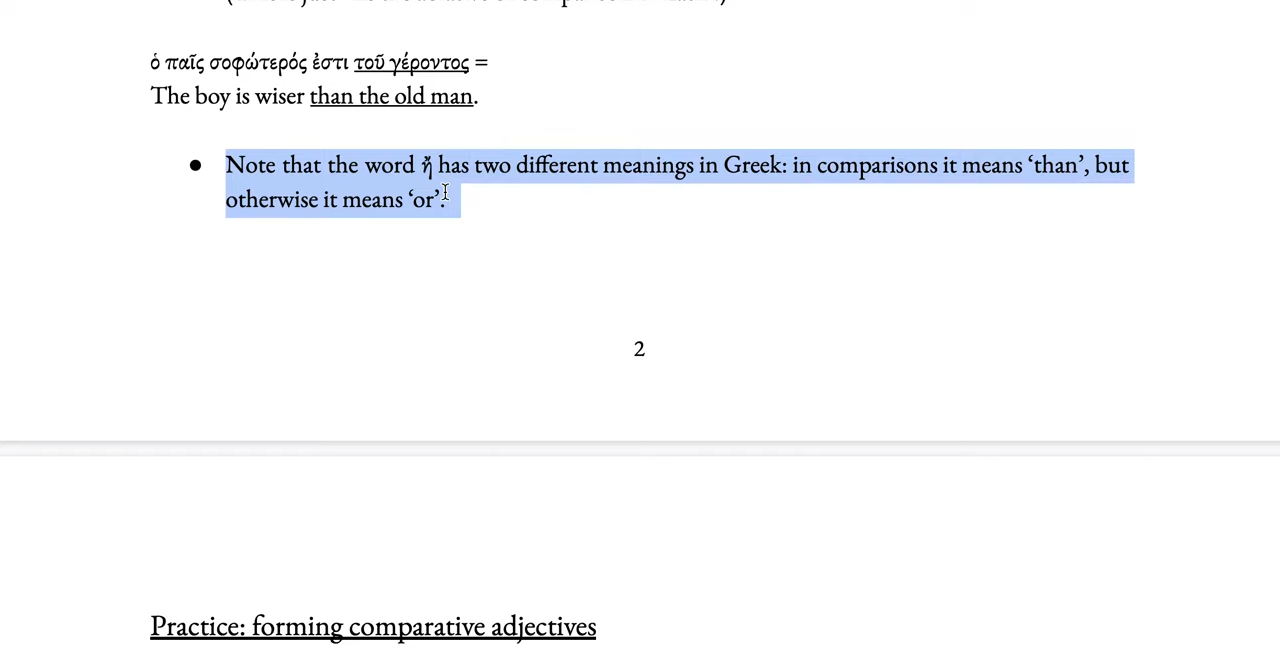 ὁ παῖς σοφώτερός ἐστι τοῦ γέροντος =
The boy is wiser than the old man.
● Note that the word ἤ has two different meanings in Greek: in comparisons it means ‘than’, but
otherwise it means ‘or’.
2
Practice: forming comparative adjectives